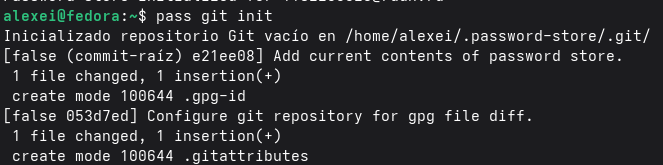 alexei@fedora:~$ pass git init
Inicializado repositorio Git vacío en /home/alexei/.password-store/.git/
[false (commit-raíz) e21ee08] Add current contents of password store.
1 file changed, 1 insertion(+)
create mode 100644 .gpg-id
[false 053d7ed] Configure git repository for gpg file diff.
1 file changed, 1 insertion(+)
create mode 100644 .gitattributes